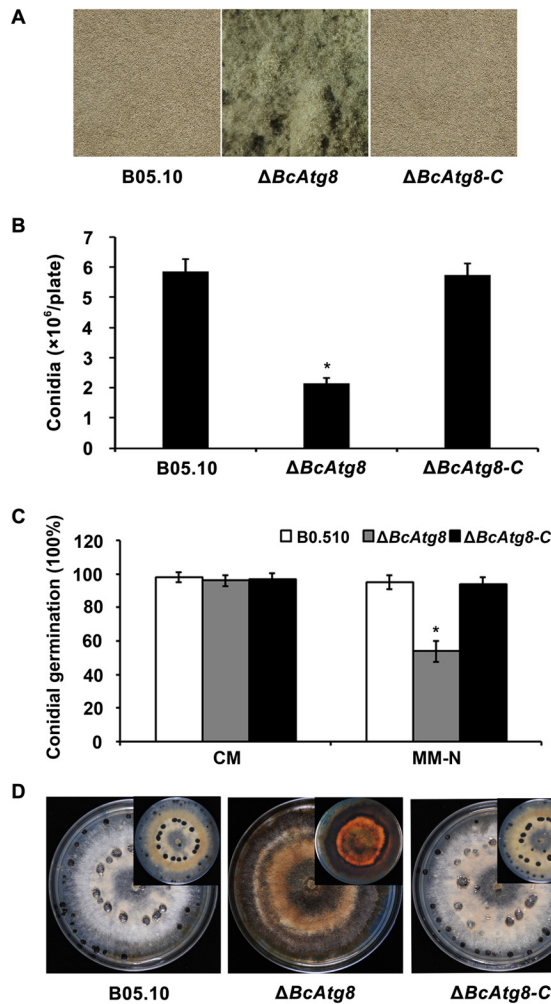 A
B05.10 ΔBcAtg8 ΔBcAtg8-C
B
Conidia (×10⁶/plate)
7
6
5
4
3
2
1
0
*
B05.10 ΔBcAtg8 ΔBcAtg8-C
C
Conidial germination (100%)
B0.510 ΔBcAtg8 ΔBcAtg8-C
120
100
80
60
40
20
0
*
CM MM-N
D
B05.10 ΔBcAtg8 ΔBcAtg8-C